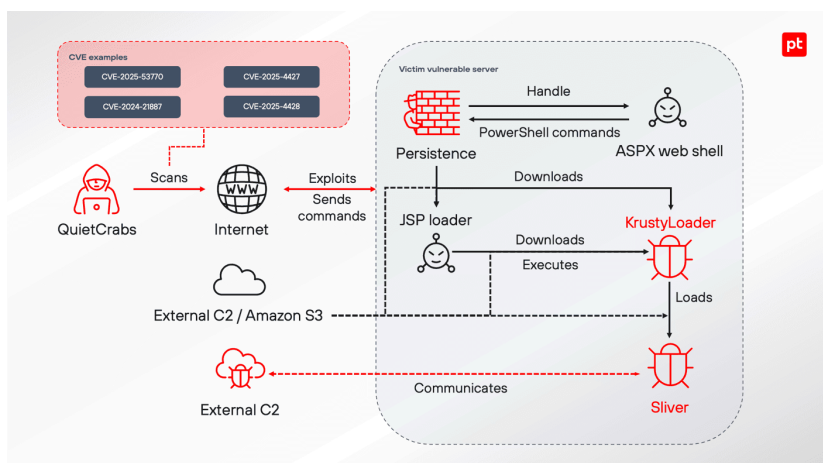 pt
CVE examples
CVE-2025-53770
CVE-2025-4427
CVE-2024-21887
CVE-2025-4428
Victim vulnerable server
Handle
PowerShell commands
Persistence
ASPX web shell
Scans
WWW
Exploits
Sends
commands
QuietCrabs
Internet
Downloads
JSP loader
KrustyLoader
Downloads
Executes
External C2 / Amazon S3
Loads
Communicates
External C2
Sliver